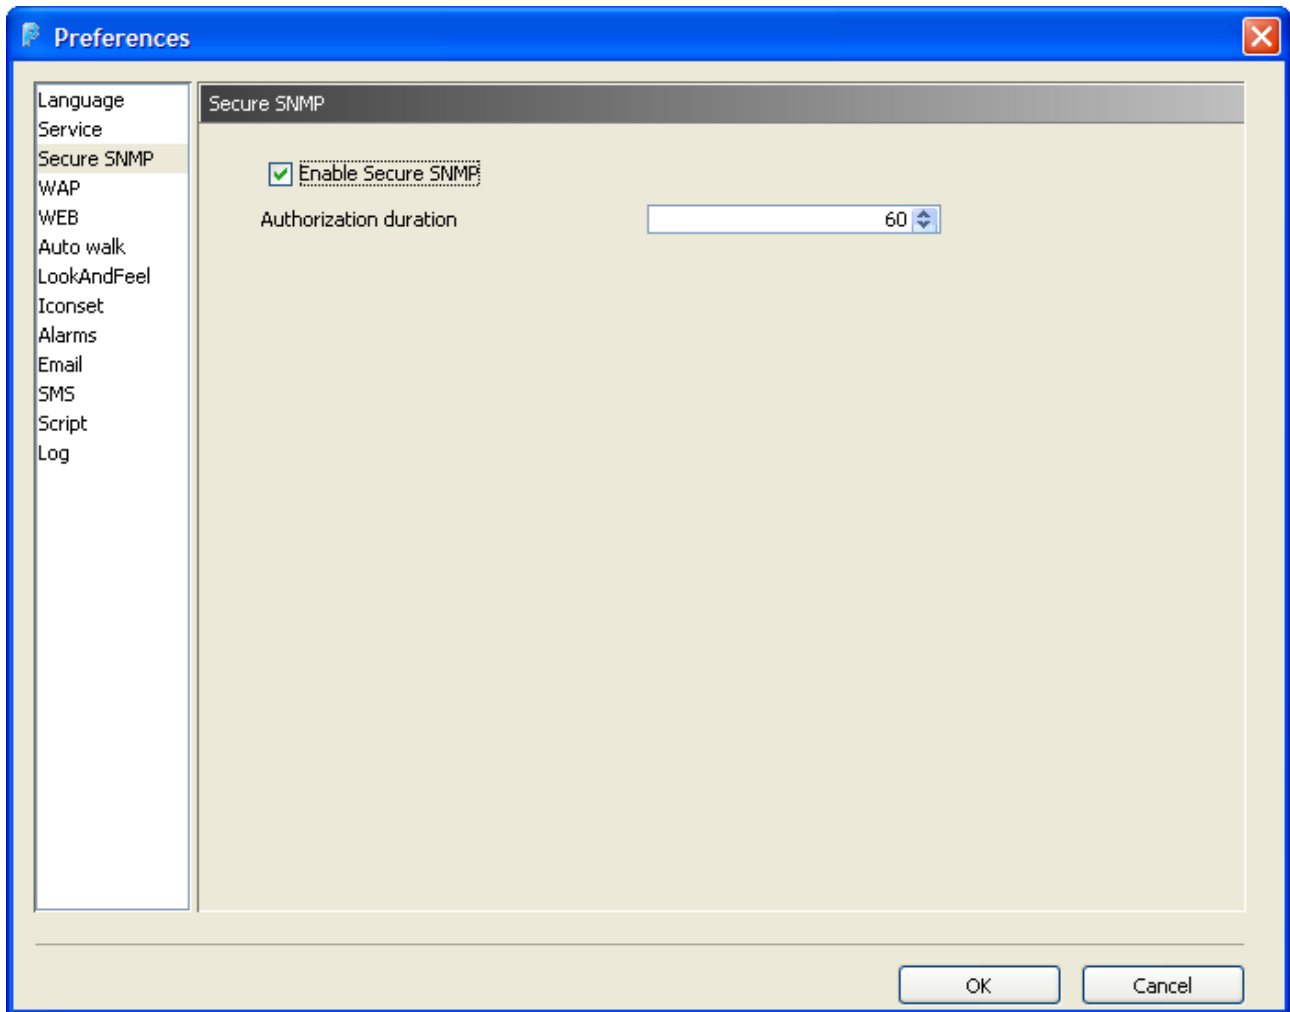 Preferences
Language
Service
Secure SNMP
WAP
WEB
Auto walk
LookAndFeel
Iconset
Alarms
Email
SMS
Script
Log
Secure SNMP
Enable Secure SNMP
Authorization duration 60
OK Cancel